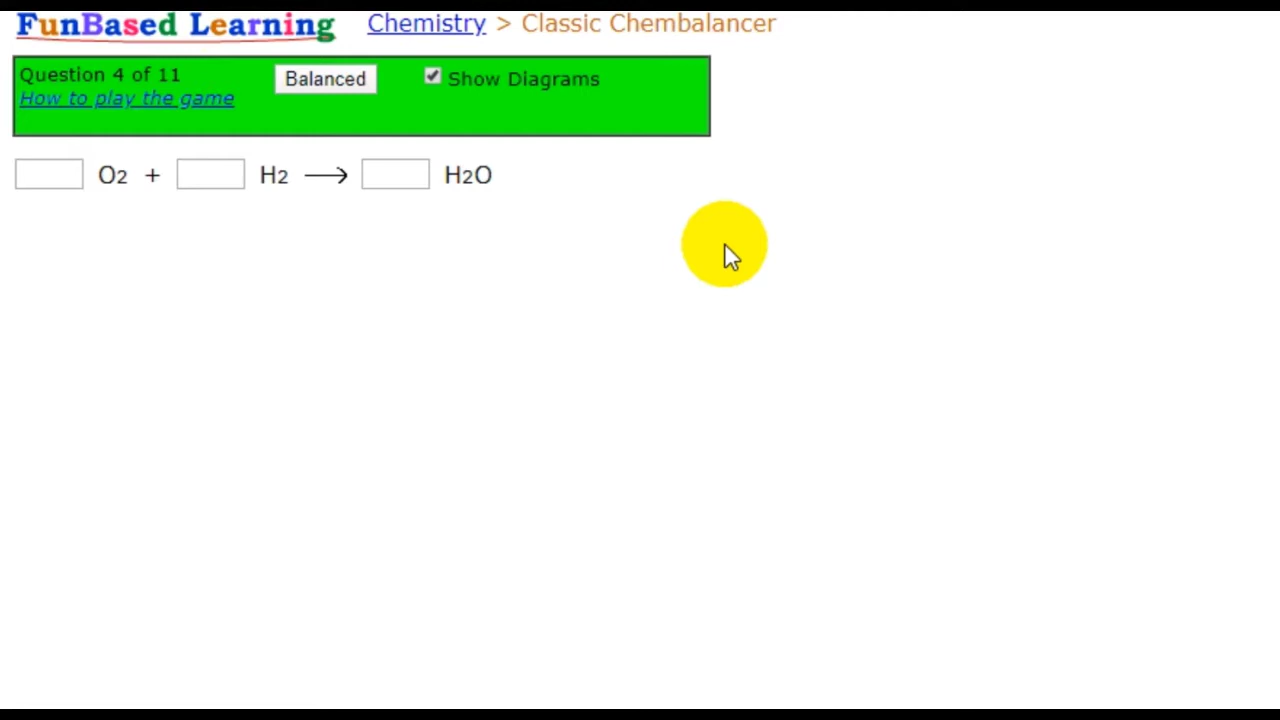 FunBased Learning Chemistry > Classic Chembalancer
Question 4 of 11 Balanced Show Diagrams
How to play the game
O2 + H2 ⟶ H2O